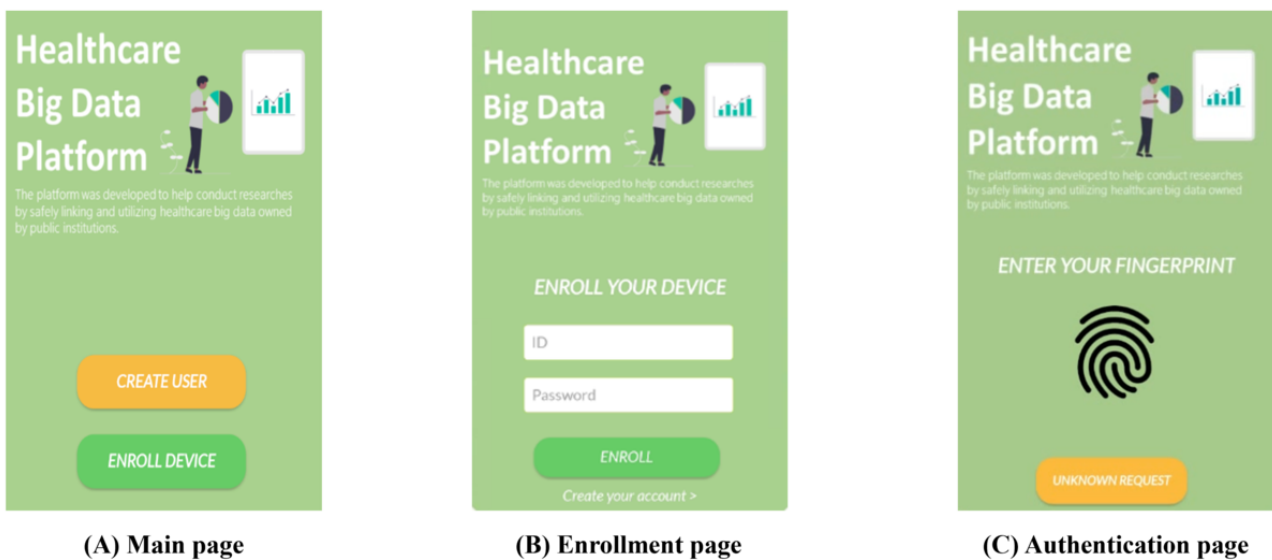 Healthcare
Big Data
Platform
The platform was developed to help conduct researches
by safely linking and utilizing healthcare big data owned
by public institutions.
CREATE USER
ENROLL DEVICE
(A) Main page
Healthcare
Big Data
Platform
The platform was developed to help conduct researches
by safely linking and utilizing healthcare big data owned
by public institutions.
ENROLL YOUR DEVICE
ID
Password
ENROLL
Create your account >
(B) Enrollment page
Healthcare
Big Data
Platform
The platform was developed to help conduct researches
by safely linking and utilizing healthcare big data owned
by public institutions.
ENTER YOUR FINGERPRINT
UNKNOWN REQUEST
(C) Authentication page